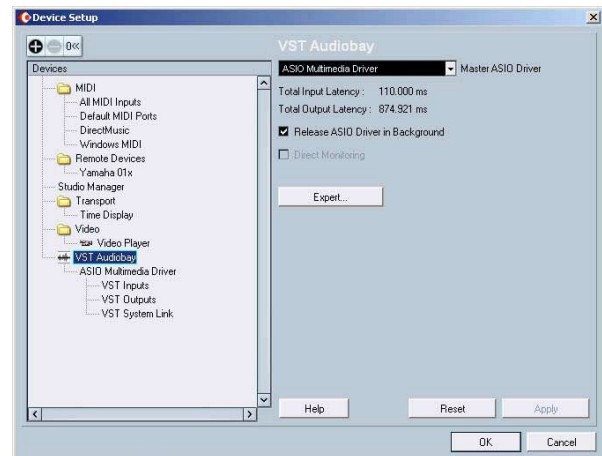 Device Setup
VST Audiobay
Devices
MIDI
All MIDI Inputs
Default MIDI Ports
DirectMusic
Windows MIDI
Remote Devices
Yamaha 01x
Studio Manager
Transport
Time Display
Video
Video Player
VST Audiobay
ASIO Multimedia Driver
VST Inputs
VST Outputs
VST System Link
ASIO Multimedia Driver Master ASIO Driver
Total Input Latency : 110.000 ms
Total Output Latency : 874.921 ms
Release ASIO Driver in Background
Direct Monitoring
Expert...
Help Reset Apply
OK Cancel